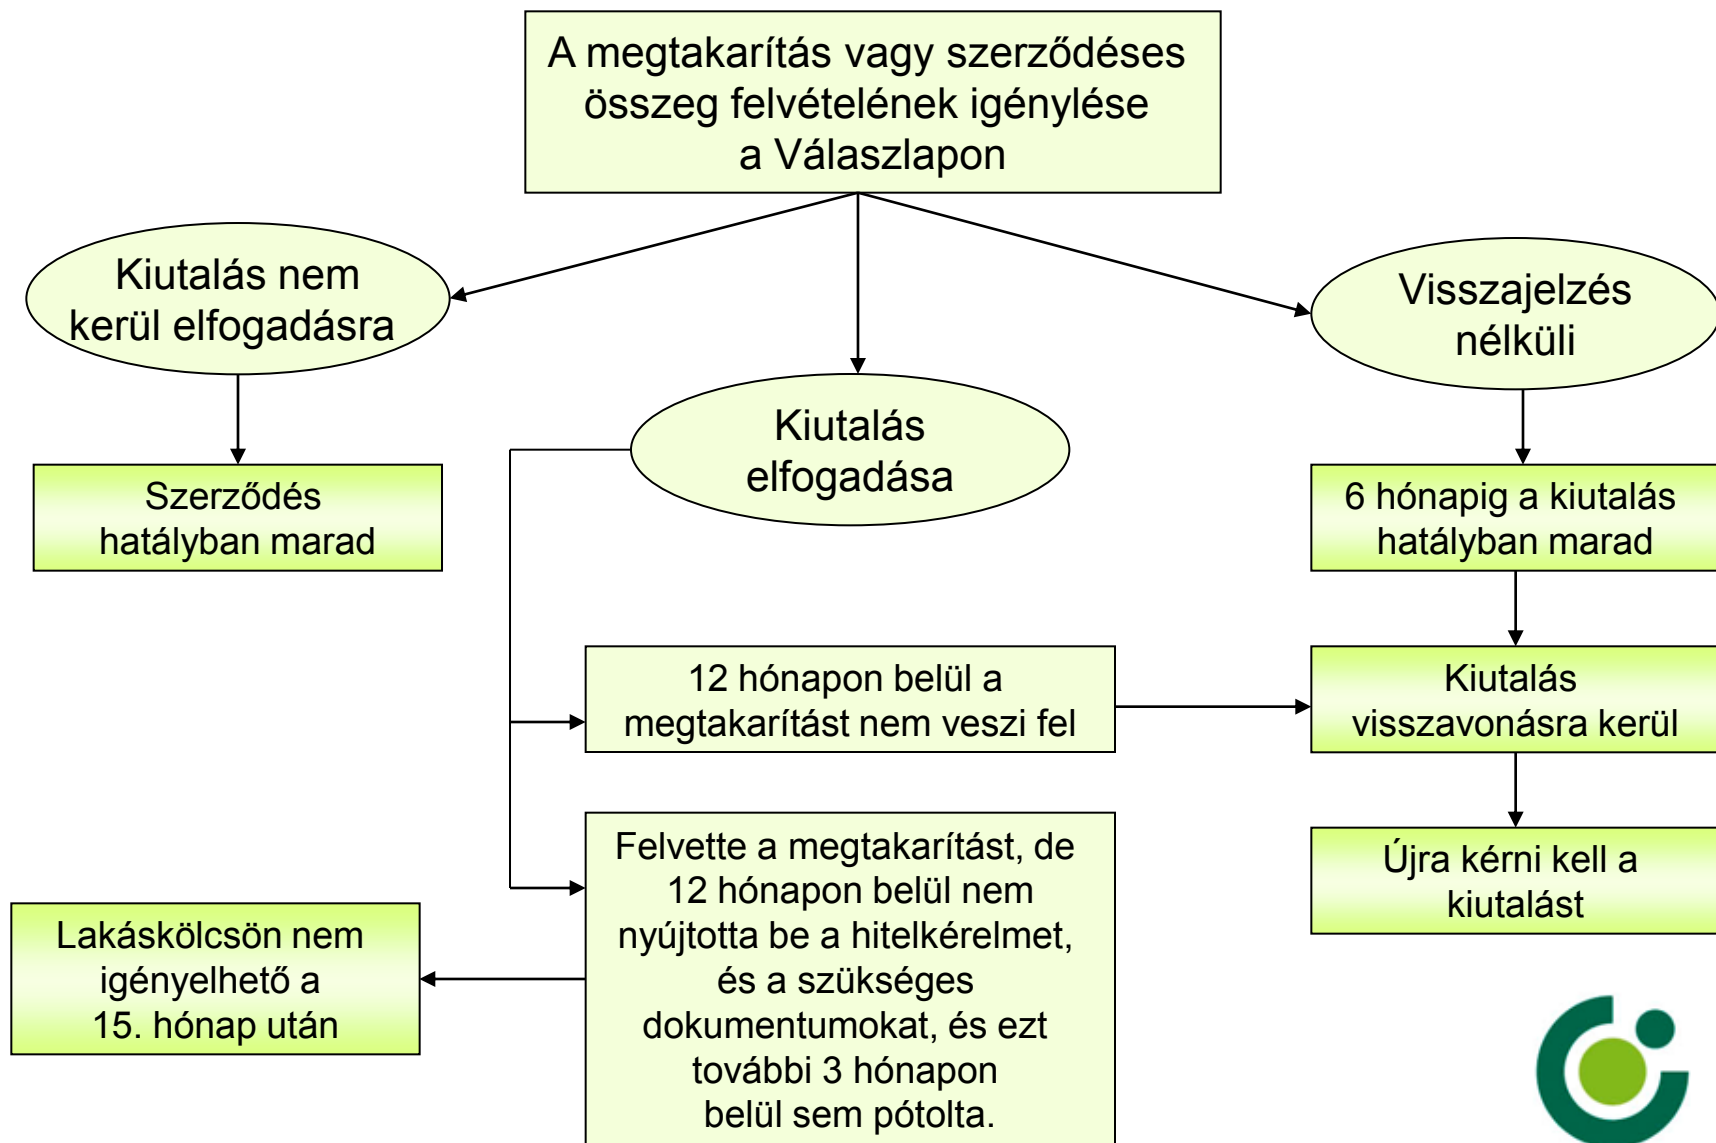 A megtakarítás vagy szerződéses
összeg felvételének igénylése
a Válaszlapon
Kiutalás nem
kerül elfogadásra
Visszajelzés
nélküli
Kiutalás
elfogadása
Szerződés
hatályban marad
6 hónapig a kiutalás
hatályban marad
12 hónapon belül a
megtakarítást nem veszi fel
Kiutalás
visszavonásra kerül
Felvette a megtakarítást, de
12 hónapon belül nem
nyújtotta be a hitelkérelmet,
és a szükséges
dokumentumokat, és ezt
további 3 hónapon
belül sem pótolta.
Újra kérni kell a
kiutalást
Lakáskölcsön nem
igényelhető a
15. hónap után